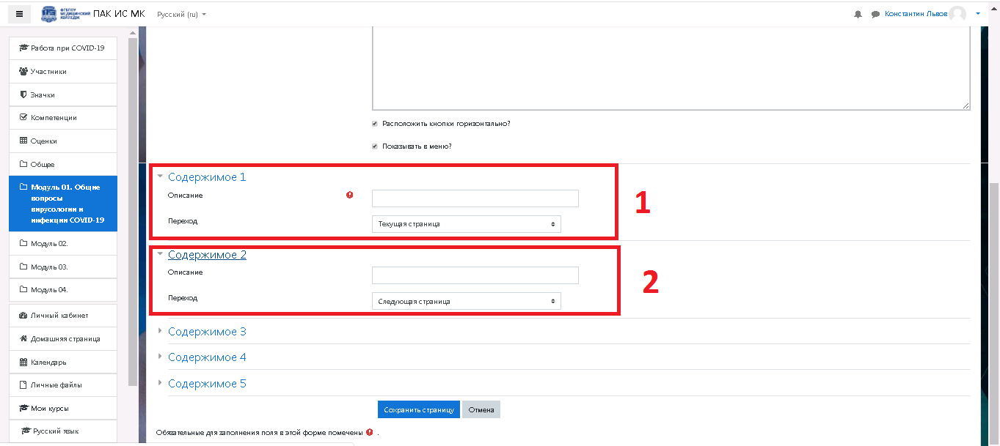 ФГБПОУ
МЕДИЦИНСКИЙ
КОЛЛЕДЖ
ПАК ИС МК
Русский (ru)
Константин Львов
Работа при COVID-19
Участники
Значки
Компетенции
Оценки
Общее
Модуль 01. Общие
вопросы
вирусологии и
инфекции COVID-19
Модуль 02.
Модуль 03.
Модуль 04.
Личный кабинет
Домашняя страница
Календарь
Личные файлы
Мои курсы
Русский язык
Расположить кнопки горизонтально?
Показывать в меню?
Содержимое 1
Описание
Переход
Текущая страница
1
Содержимое 2
Описание
Переход
Следующая страница
2
Содержимое 3
Содержимое 4
Содержимое 5
Сохранить страницу
Отмена
Обязательные для заполнения поля в этой форме помечены .